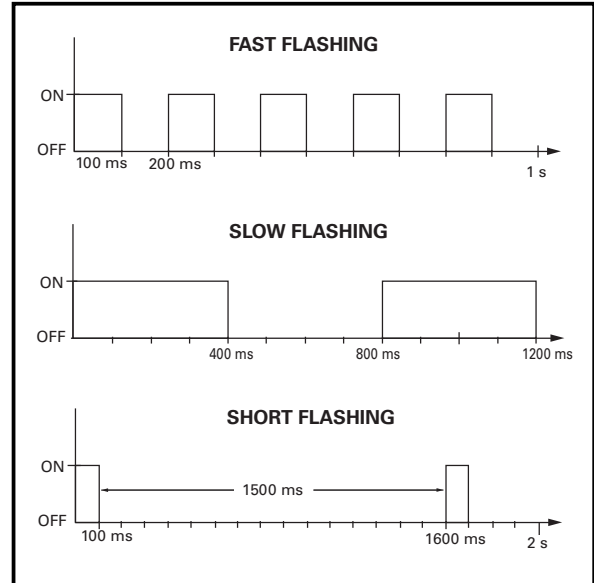 FAST FLASHING
ON
OFF
100 ms 200 ms
1 s
SLOW FLASHING
ON
OFF
400 ms 800 ms 1200 ms
SHORT FLASHING
ON
1500 ms
OFF
100 ms 1600 ms 2 s